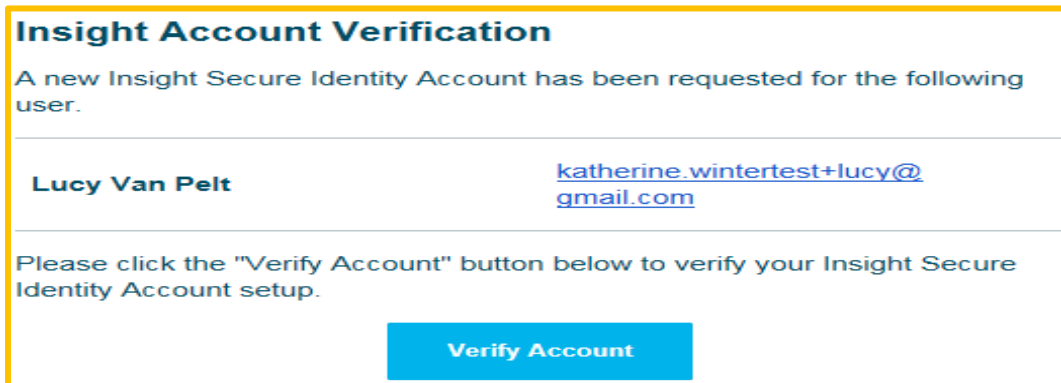 Insight Account Verification
A new Insight Secure Identity Account has been requested for the following
user.
Lucy Van Pelt
katherine.wintertest+lucy@
gmail.com
Please click the "Verify Account" button below to verify your Insight Secure
Identity Account setup.
Verify Account